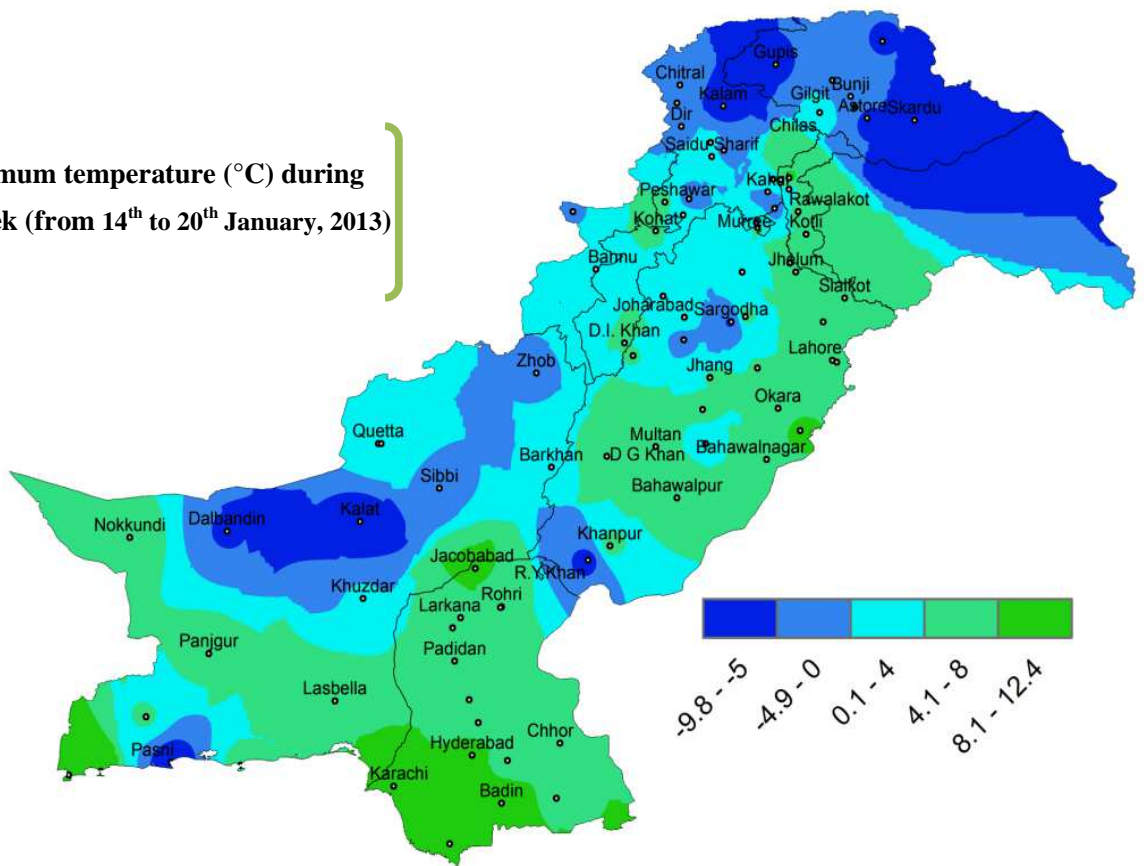 mum temperature (°C) during
ek (from 14th to 20th January, 2013)
Gupis
Chitral
Bunji
Kalam
Gilgit
Astore
Skardu
Dir
Chilas
Saidu Sharif
Peshawar
Rawalakot
Kohat
Kotli
Bannu
Jhelum
Sialkot
Joharabad
Sargodha
D.I. Khan
Lahore
Zhob
Jhang
Okara
Quetta
Multan
Barkhan
D G Khan
Bahawalnagar
Sibbi
Bahawalpur
Nokkundi
Dalbandin
Kalat
Khanpur
Jacobabad
R.Y.Khan
Khuzdar
Larkana
Rohri
Panjgur
Padidan
Lasbella
Pasni
Hyderabad
Chhor
Karachi
Badin
-9.8 - -5
-4.9 - 0
0.1 - 4
4.1 - 8
8.1 - 12.4